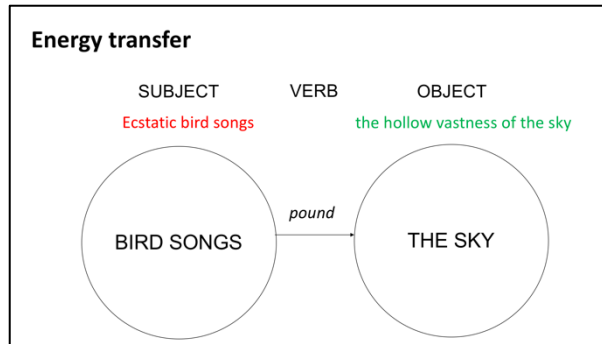 Energy transfer
SUBJECT VERB OBJECT
Ecstatic bird songs the hollow vastness of the sky
pound
BIRD SONGS THE SKY